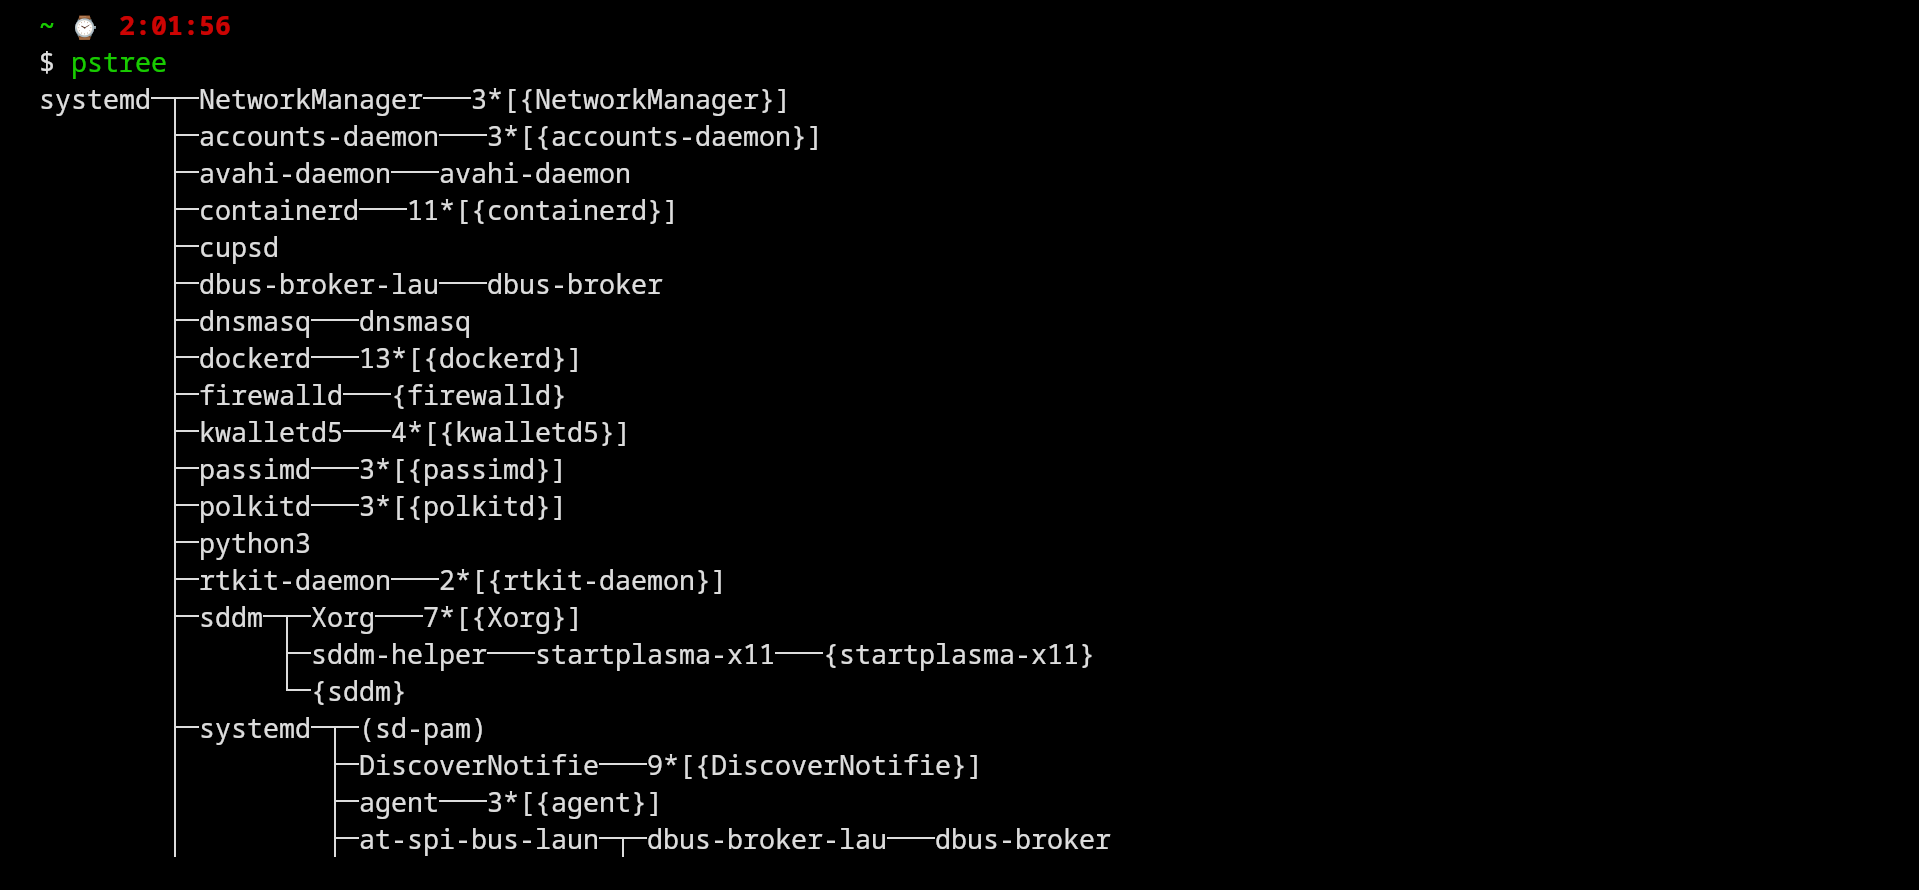 ~ ⌚ 2:01:56
$ pstree
systemd─┬─NetworkManager───3*[{NetworkManager}]
        ├─accounts-daemon───3*[{accounts-daemon}]
        ├─avahi-daemon───avahi-daemon
        ├─containerd───11*[{containerd}]
        ├─cupsd
        ├─dbus-broker-lau───dbus-broker
        ├─dnsmasq───dnsmasq
        ├─dockerd───13*[{dockerd}]
        ├─firewalld───{firewalld}
        ├─kwalletd5───4*[{kwalletd5}]
        ├─passimd───3*[{passimd}]
        ├─polkitd───3*[{polkitd}]
        ├─python3
        ├─rtkit-daemon───2*[{rtkit-daemon}]
        ├─sddm─┬─Xorg───7*[{Xorg}]
        │      ├─sddm-helper───startplasma-x11───{startplasma-x11}
        │      └─{sddm}
        ├─systemd─┬─(sd-pam)
        │         ├─DiscoverNotifie───9*[{DiscoverNotifie}]
        │         ├─agent───3*[{agent}]
        │         ├─at-spi-bus-laun─┬─dbus-broker-lau───dbus-broker